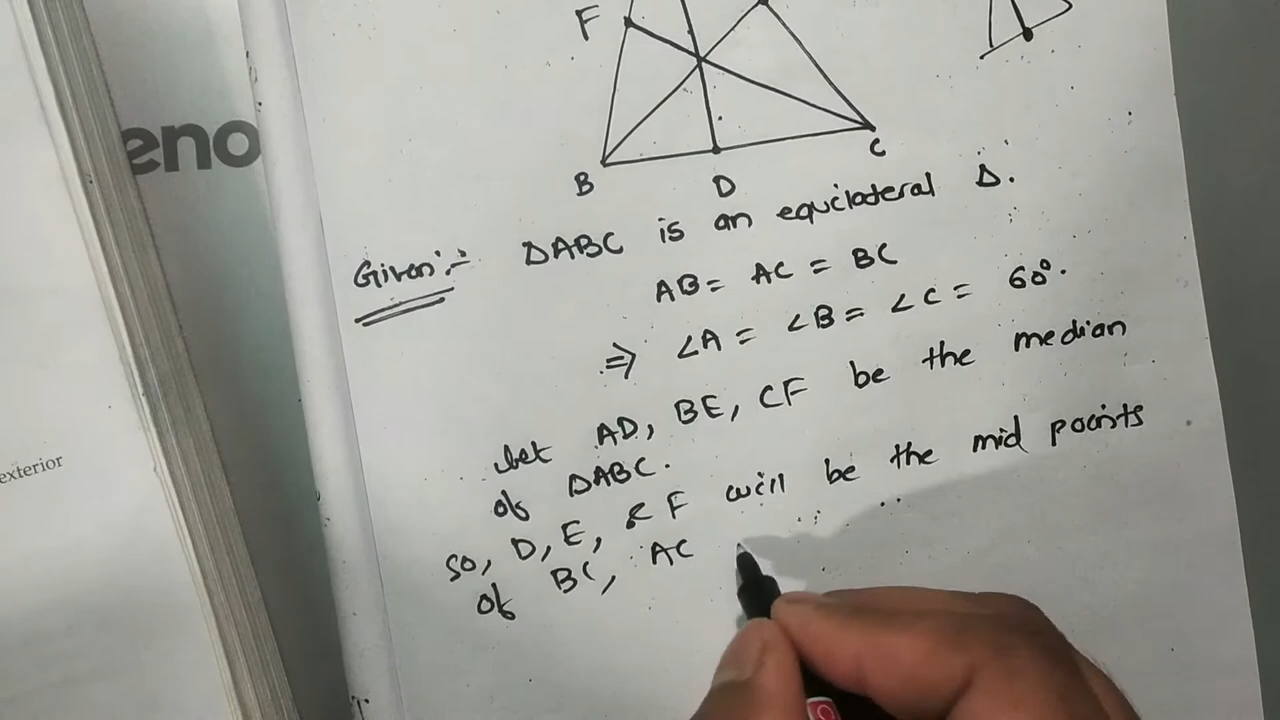 F
B
D
C
eno
exterior
Given :- ΔABC is an equilateral Δ.
AB = AC = BC
⇒ ∠A = ∠B = ∠C = 60°.
Let AD, BE, CF be the median
of ΔABC.
So, D, E, & F will be the mid points
of BC, AC